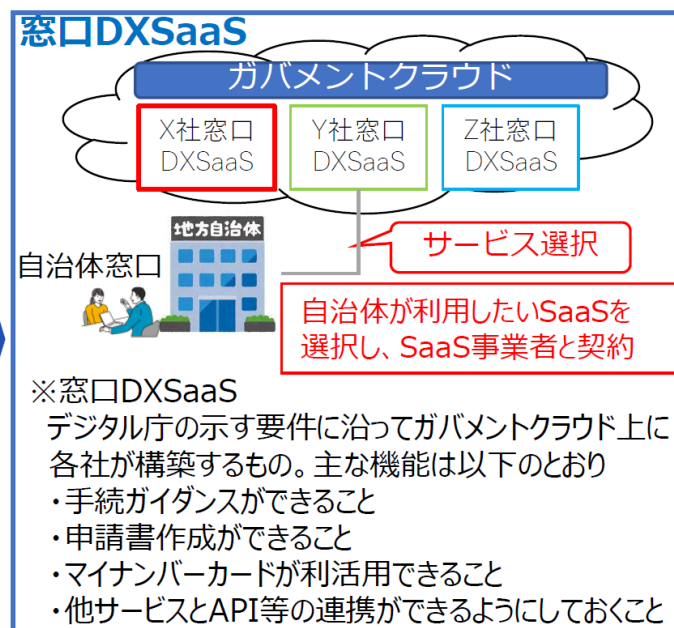 窓口DXSaaS
ガバメントクラウド
X社窓口
DXSaaS
Y社窓口
DXSaaS
Z社窓口
DXSaaS
地方自治体
サービス選択
自治体窓口
自治体が利用したいSaaSを
選択し、SaaS事業者と契約
※窓口DXSaaS
デジタル庁の示す要件に沿ってガバメントクラウド上に
各社が構築するもの。主な機能は以下のとおり
・手続ガイダンスができること
・申請書作成ができること
・マイナンバーカードが利活用できること
・他サービスとAPI等の連携ができるようにしておくこと